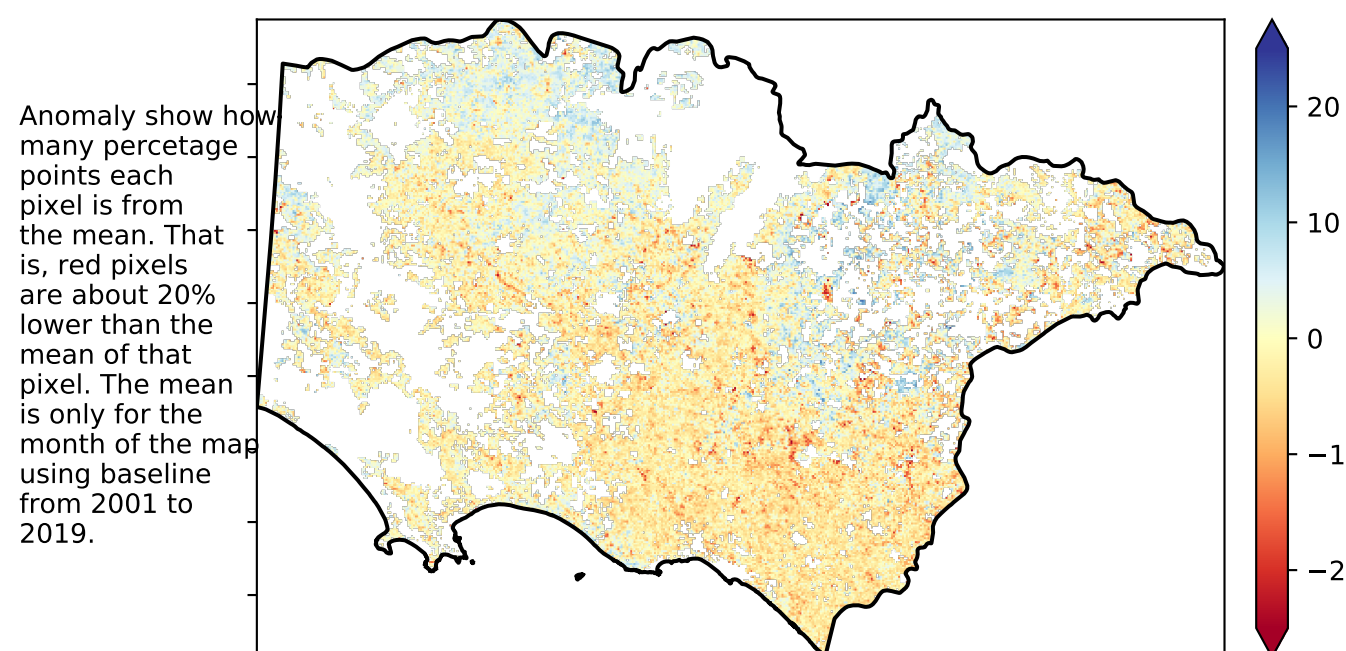 Anomaly show how
many percetage
points each
pixel is from
the mean. That
is, red pixels
are about 20%
lower than the
mean of that
pixel. The mean
is only for the
month of the map
using baseline
from 2001 to
2019.
20
10
0
−1
−2